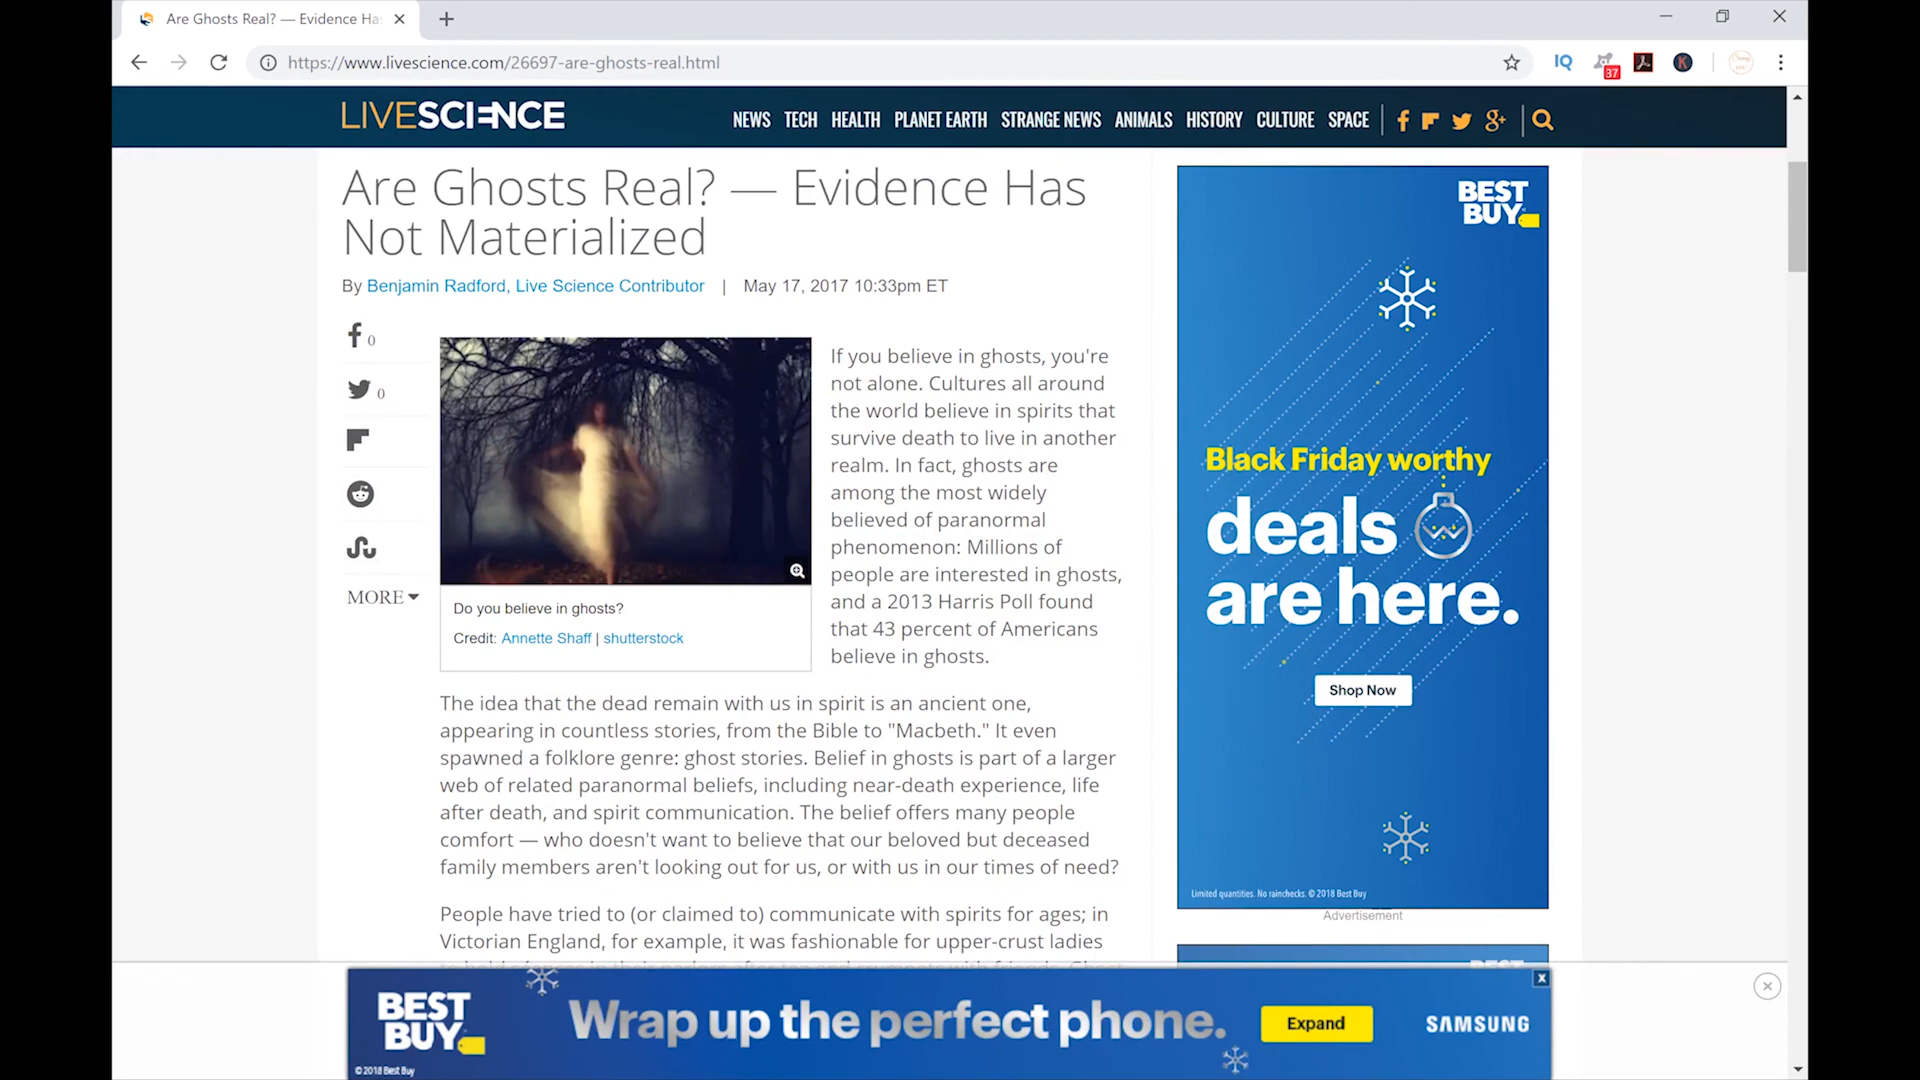 Are Ghosts Real? — Evidence Ha
https://www.livescience.com/26697-are-ghosts-real.html
IQ
37
K
LIVESCIENCE
NEWS TECH HEALTH PLANET EARTH STRANGE NEWS ANIMALS HISTORY CULTURE SPACE
Are Ghosts Real? — Evidence Has
Not Materialized
By Benjamin Radford, Live Science Contributor | May 17, 2017 10:33pm ET
0
0
MORE
Do you believe in ghosts?
Credit: Annette Shaff | shutterstock
If you believe in ghosts, you're
not alone. Cultures all around
the world believe in spirits that
survive death to live in another
realm. In fact, ghosts are
among the most widely
believed of paranormal
phenomenon: Millions of
people are interested in ghosts,
and a 2013 Harris Poll found
that 43 percent of Americans
believe in ghosts.
The idea that the dead remain with us in spirit is an ancient one,
appearing in countless stories, from the Bible to "Macbeth." It even
spawned a folklore genre: ghost stories. Belief in ghosts is part of a larger
web of related paranormal beliefs, including near-death experience, life
after death, and spirit communication. The belief offers many people
comfort — who doesn't want to believe that our beloved but deceased
family members aren't looking out for us, or with us in our times of need?
People have tried to (or claimed to) communicate with spirits for ages; in
Victorian England, for example, it was fashionable for upper-crust ladies
BEST
BUY
Black Friday worthy
deals
are here.
Shop Now
Limited quantities. No rainchecks. © 2018 Best Buy
Advertisement
BEST
BUY
Wrap up the perfect phone.
Expand
SAMSUNG
© 2018 Best Buy